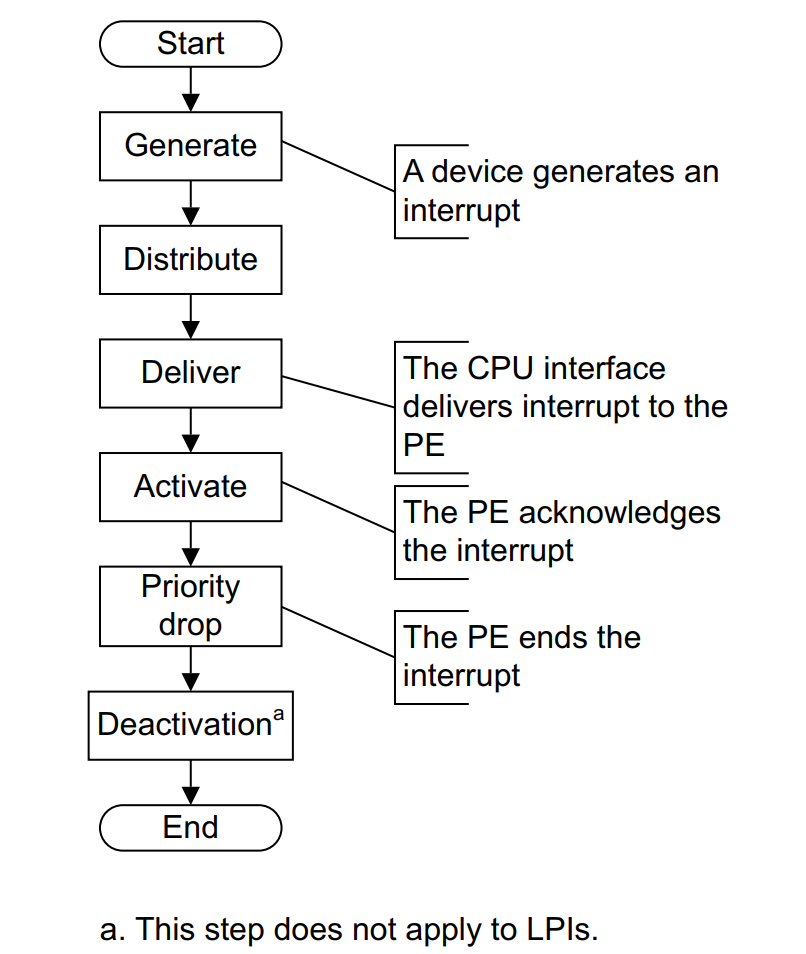 Start
Generate
A device generates an
interrupt
Distribute
Deliver
The CPU interface
delivers interrupt to the
PE
Activate
The PE acknowledges
the interrupt
Priority
drop
The PE ends the
interrupt
Deactivationᵃ
End
a. This step does not apply to LPIs.